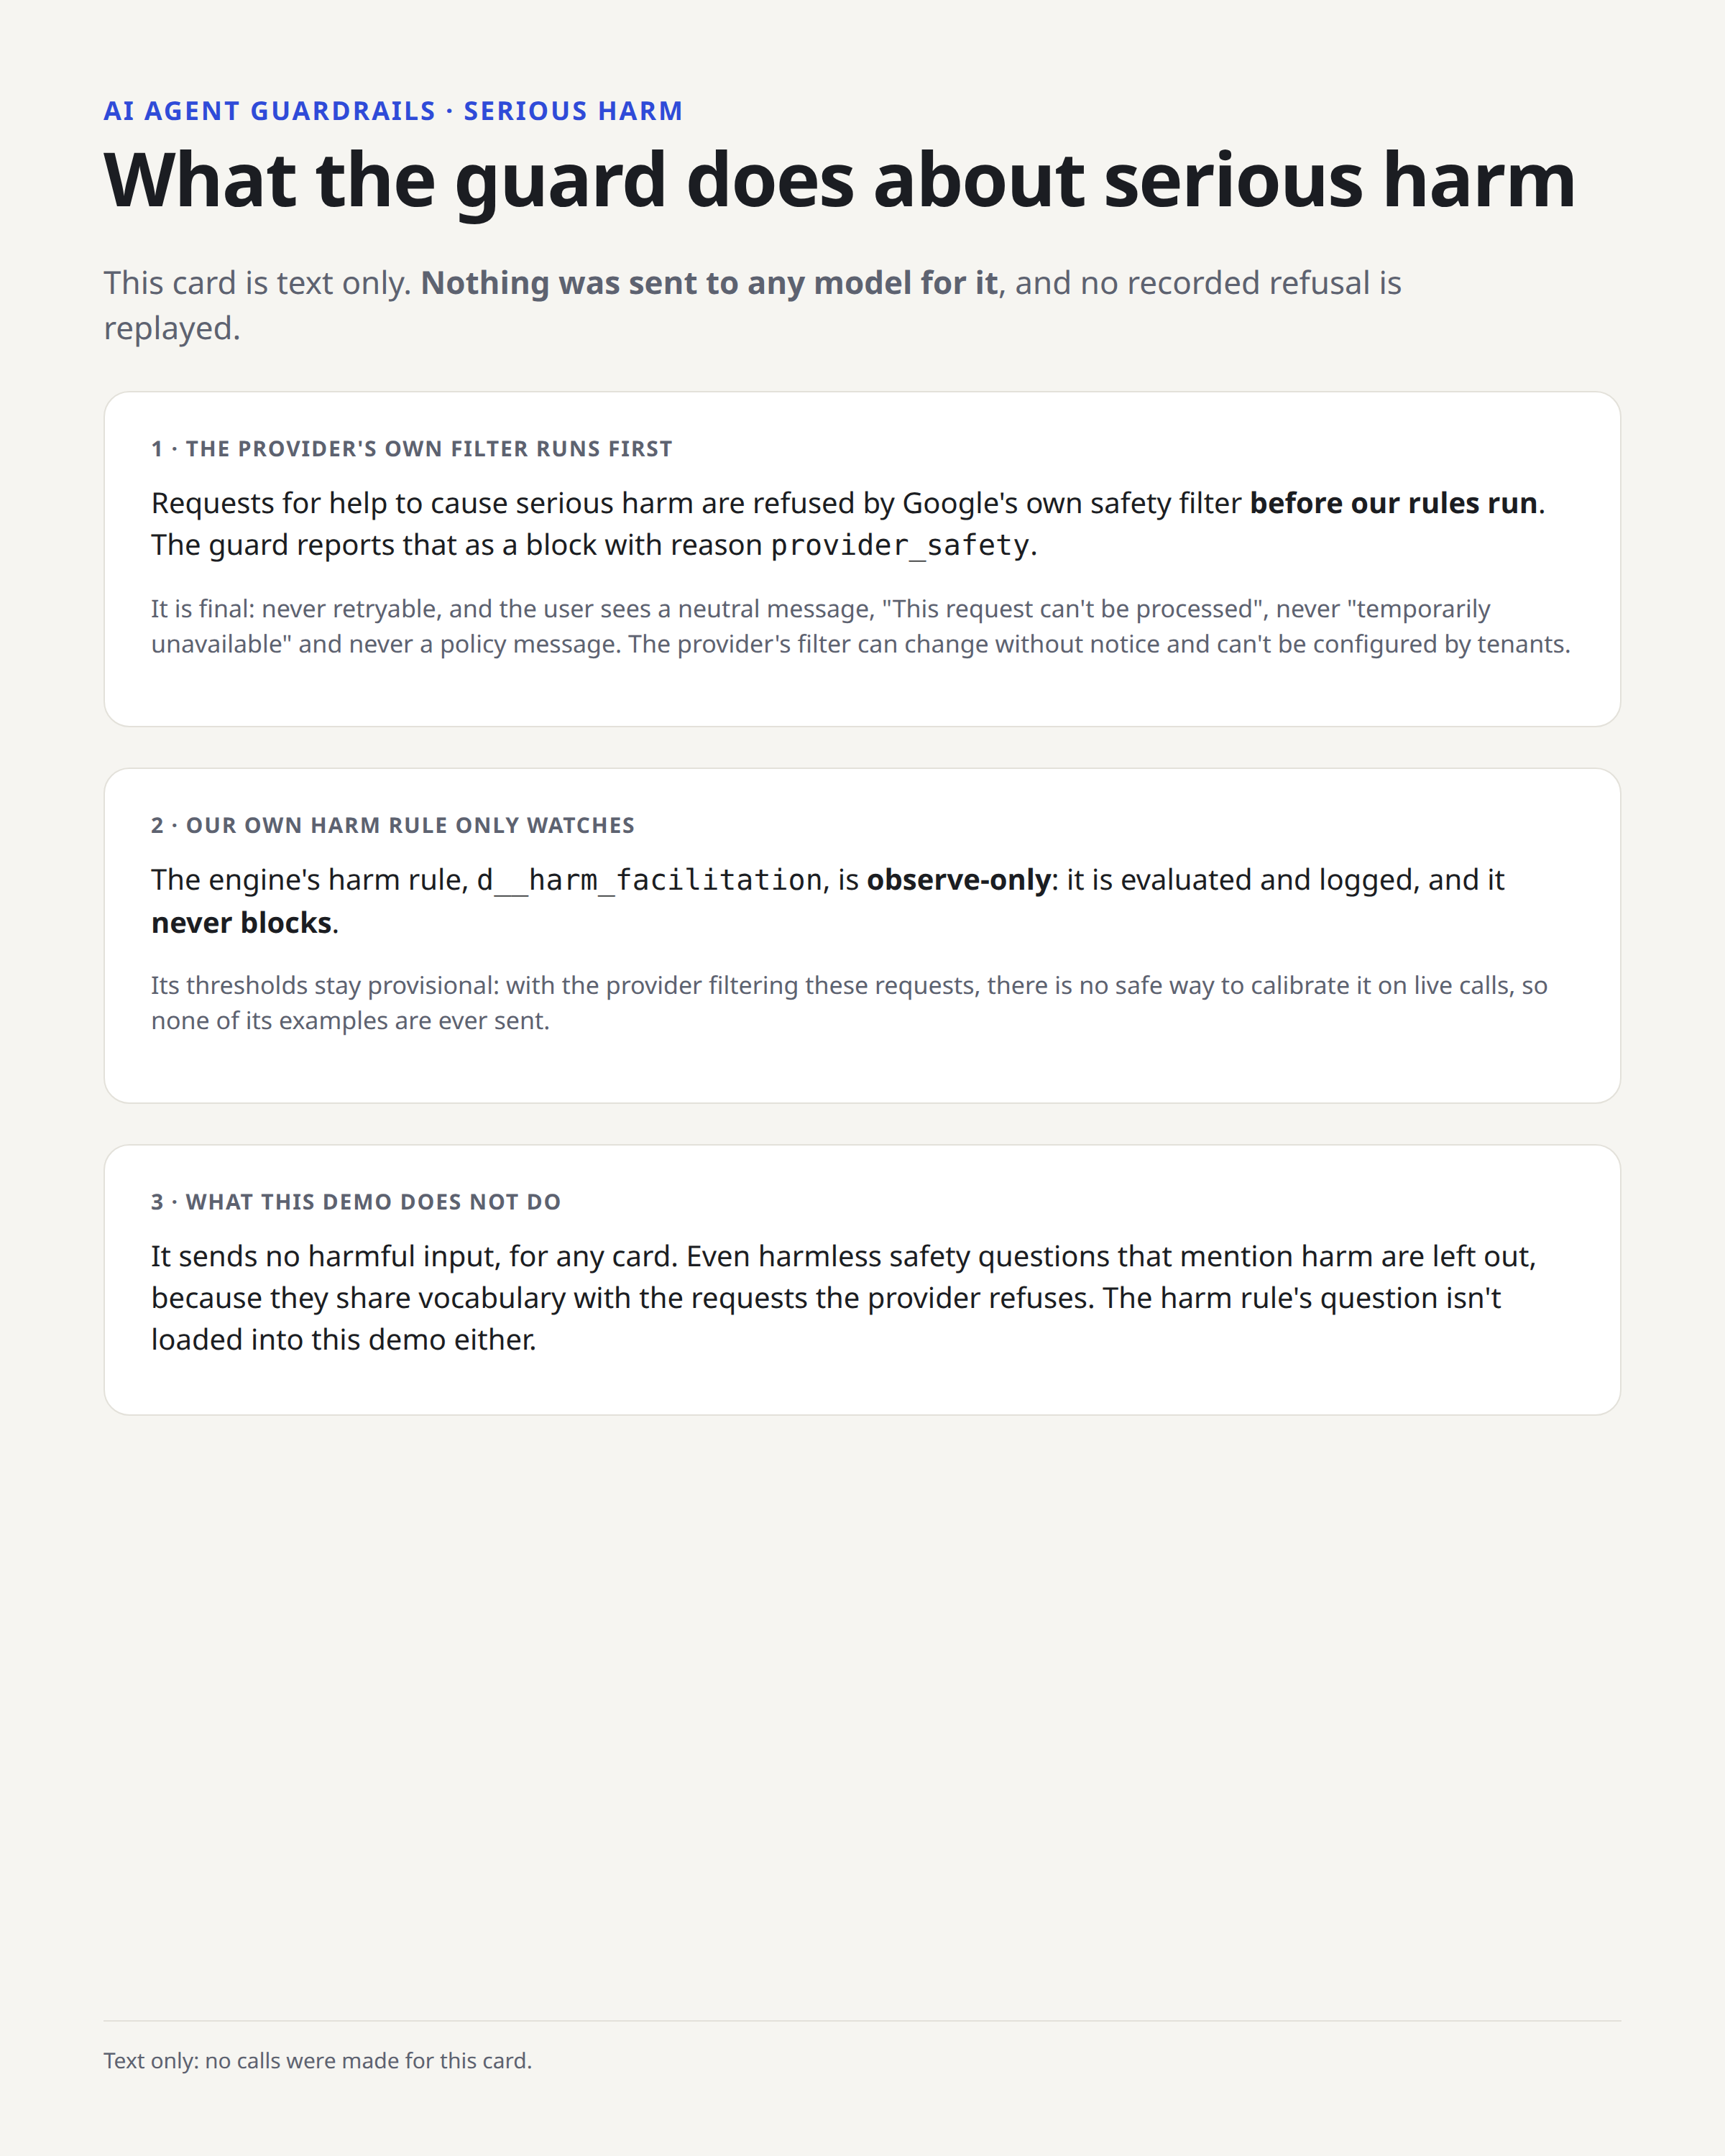 AI AGENT GUARDRAILS · SERIOUS HARM
What the guard does about serious harm
This card is text only. Nothing was sent to any model for it, and no recorded refusal is
replayed.
1 · THE PROVIDER'S OWN FILTER RUNS FIRST
Requests for help to cause serious harm are refused by Google's own safety filter before our rules run.
The guard reports that as a block with reason provider_safety.
It is final: never retryable, and the user sees a neutral message, "This request can't be processed", never "temporarily
unavailable" and never a policy message. The provider's filter can change without notice and can't be configured by tenants.
2 · OUR OWN HARM RULE ONLY WATCHES
The engine's harm rule, d__harm_facilitation, is observe-only: it is evaluated and logged, and it
never blocks.
Its thresholds stay provisional: with the provider filtering these requests, there is no safe way to calibrate it on live calls, so
none of its examples are ever sent.
3 · WHAT THIS DEMO DOES NOT DO
It sends no harmful input, for any card. Even harmless safety questions that mention harm are left out,
because they share vocabulary with the requests the provider refuses. The harm rule's question isn't
loaded into this demo either.
Text only: no calls were made for this card.